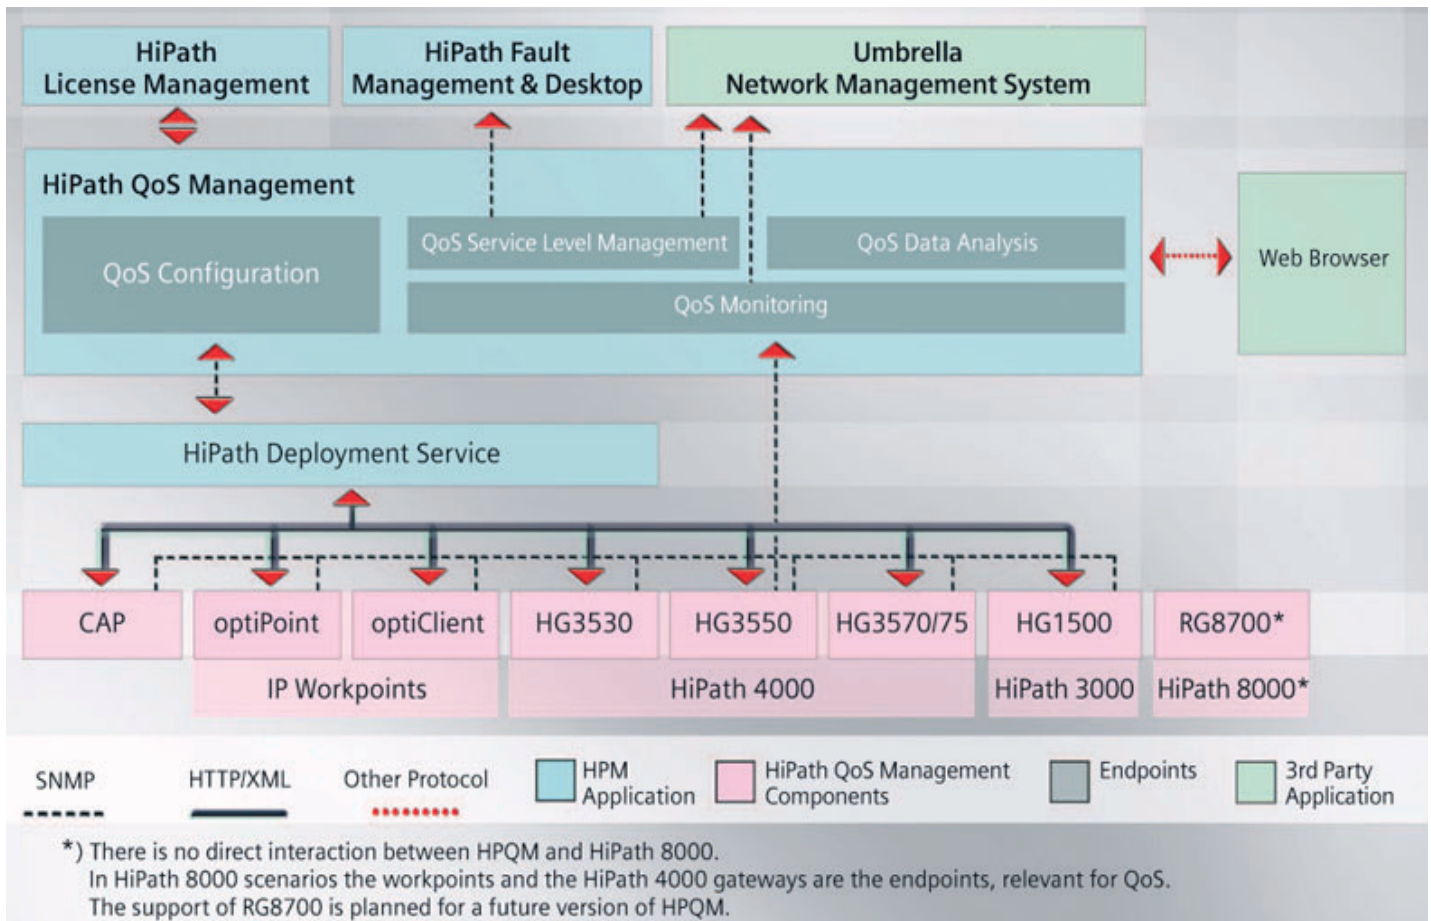 HiPath
License Management
HiPath Fault
Management & Desktop
Umbrella
Network Management System
HiPath QoS Management
QoS Configuration
QoS Service Level Management
QoS Data Analysis
QoS Monitoring
Web Browser
HiPath Deployment Service
CAP
optiPoint
optiClient
HG3530
HG3550
HG3570/75
HG1500
RG8700*
IP Workpoints
HiPath 4000
HiPath 3000
HiPath 8000*
SNMP
HTTP/XML
Other Protocol
HPM
Application
HiPath QoS Management
Components
Endpoints
3rd Party
Application
*) There is no direct interaction between HPQM and HiPath 8000.
In HiPath 8000 scenarios the workpoints and the HiPath 4000 gateways are the endpoints, relevant for QoS.
The support of RG8700 is planned for a future version of HPQM.